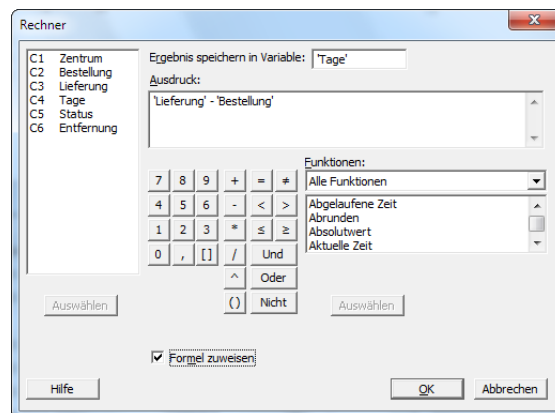 Rechner
C1 Zentrum
C2 Bestellung
C3 Lieferung
C4 Tage
C5 Status
C6 Entfernung
Ergebnis speichern in Variable: 'Tage'
Ausdruck:
'Lieferung' - 'Bestellung'
Funktionen:
7 8 9 + = ≠ Alle Funktionen
4 5 6 - < > Abgelaufene Zeit
Abrunden
1 2 3 * ≤ ≥ Absolutwert
Aktuelle Zeit
0 , [] / Und
^ Oder
Auswählen () Nicht Auswählen
Formel zuweisen
Hilfe OK Abbrechen